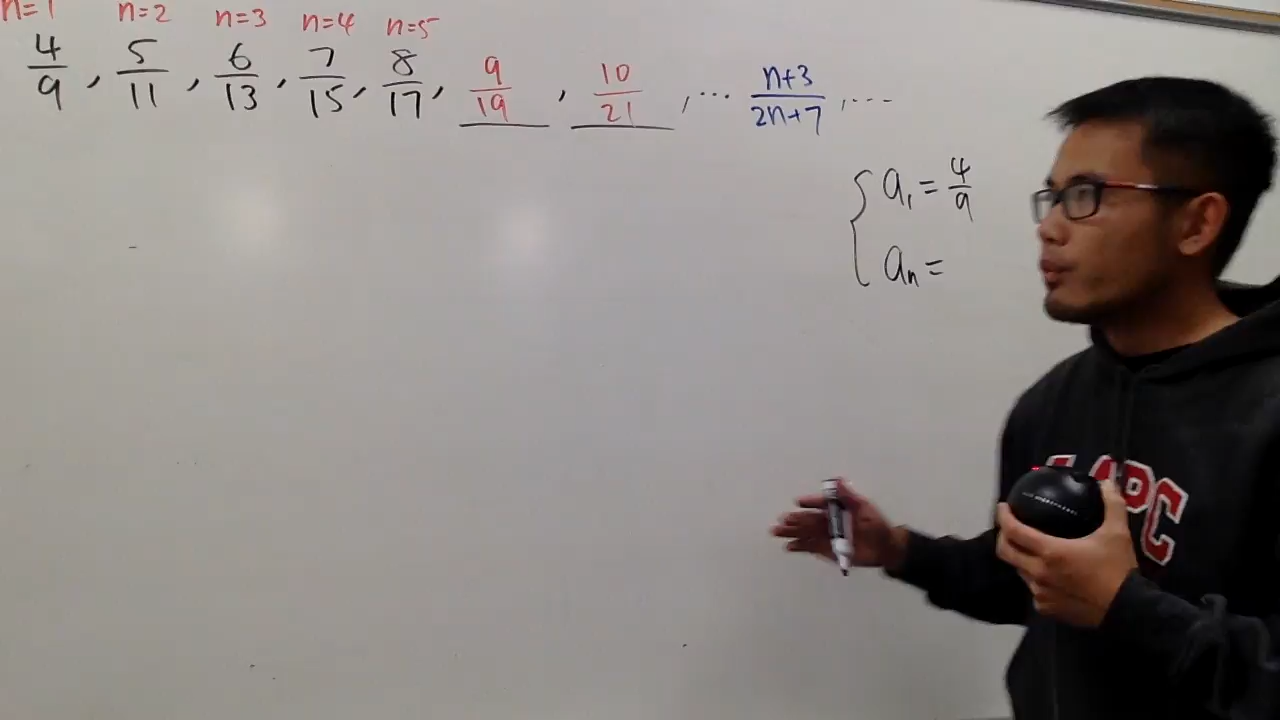 n=1 n=2 n=3 n=4 n=5
4/9, 5/11, 6/13, 7/15, 8/17, 9/19, 10/21, ... n+3/2n+7, ...
{ a₁ = 4/9
aₙ =